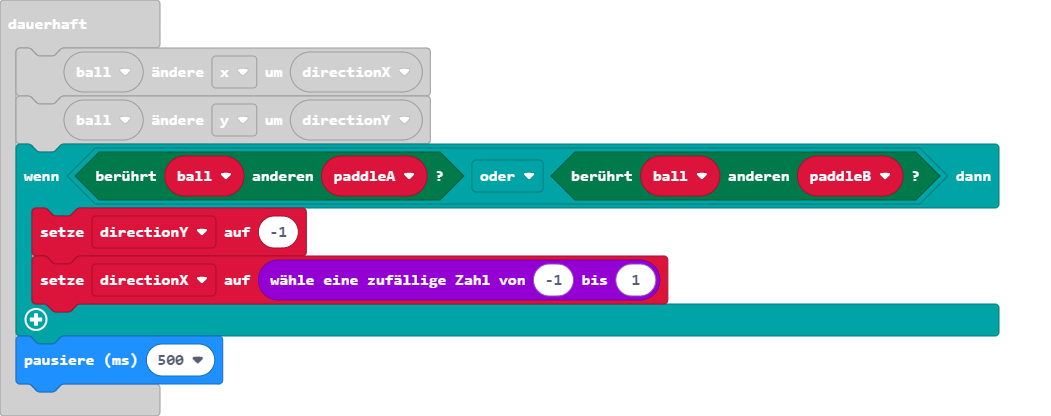 dauerhaft
ball ändere x um directionX
ball ändere y um directionY
wenn berührt ball anderen paddleA ? oder berührt ball anderen paddleB ? dann
setze directionY auf -1
setze directionX auf wähle eine zufällige Zahl von -1 bis 1
pausiere (ms) 500